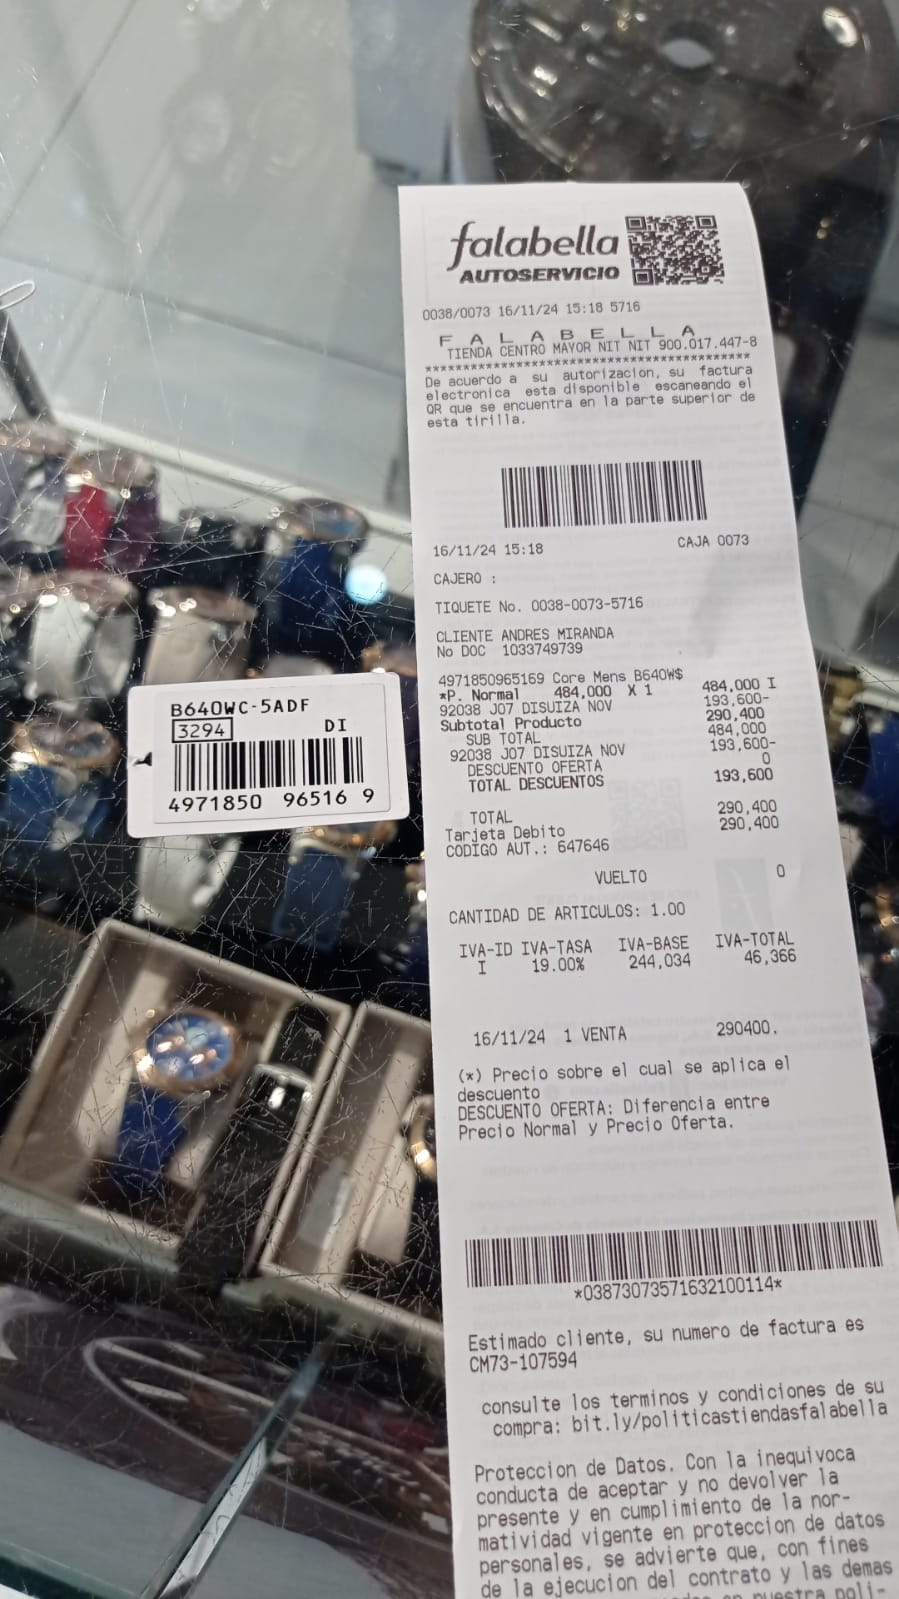 falabella
AUTOSERVICIO
0038/0073 16/11/24 15:18 5716
F A L A B E L L A
TIENDA CENTRO MAYOR NIT NIT 900.017.447-8
******************************************
De acuerdo a su autorizacion, su factura
electronica esta disponible escaneando el
QR que se encuentra en la parte superior de
esta tirilla.
16/11/24 15:18 CAJA 0073
CAJERO :
TIQUETE No. 0038-0073-5716
CLIENTE ANDRES MIRANDA
No DOC 1033749739
4971850965169 Core Mens B640W$
*P. Normal 484,000 X 1 484,000 I
92038 J07 DISUIZA NOV 193,600-
Subtotal Producto 290,400
SUB TOTAL 484,000
92038 J07 DISUIZA NOV 193,600-
DESCUENTO OFERTA 0
TOTAL DESCUENTOS 193,600
TOTAL 290,400
Tarjeta Debito 290,400
CODIGO AUT.: 647646
VUELTO 0
CANTIDAD DE ARTICULOS: 1.00
IVA-ID IVA-TASA IVA-BASE IVA-TOTAL
I 19.00% 244,034 46,366
16/11/24 1 VENTA 290400.
(*) Precio sobre el cual se aplica el
descuento
DESCUENTO OFERTA: Diferencia entre
Precio Normal y Precio Oferta.
*03873073571632100114*
Estimado cliente, su numero de factura es
CM73-107594
consulte los terminos y condiciones de su
compra: bit.ly/politicastiendasfalabella
Proteccion de Datos. Con la inequivoca
conducta de aceptar y no devolver la
presente y en cumplimiento de la nor-
matividad vigente en proteccion de datos
personales, se advierte que, con fines
de la ejecucion del contrato y las demas
en nuestra poli-
B640WC-5ADF
3294 DI
4971850 96516 9